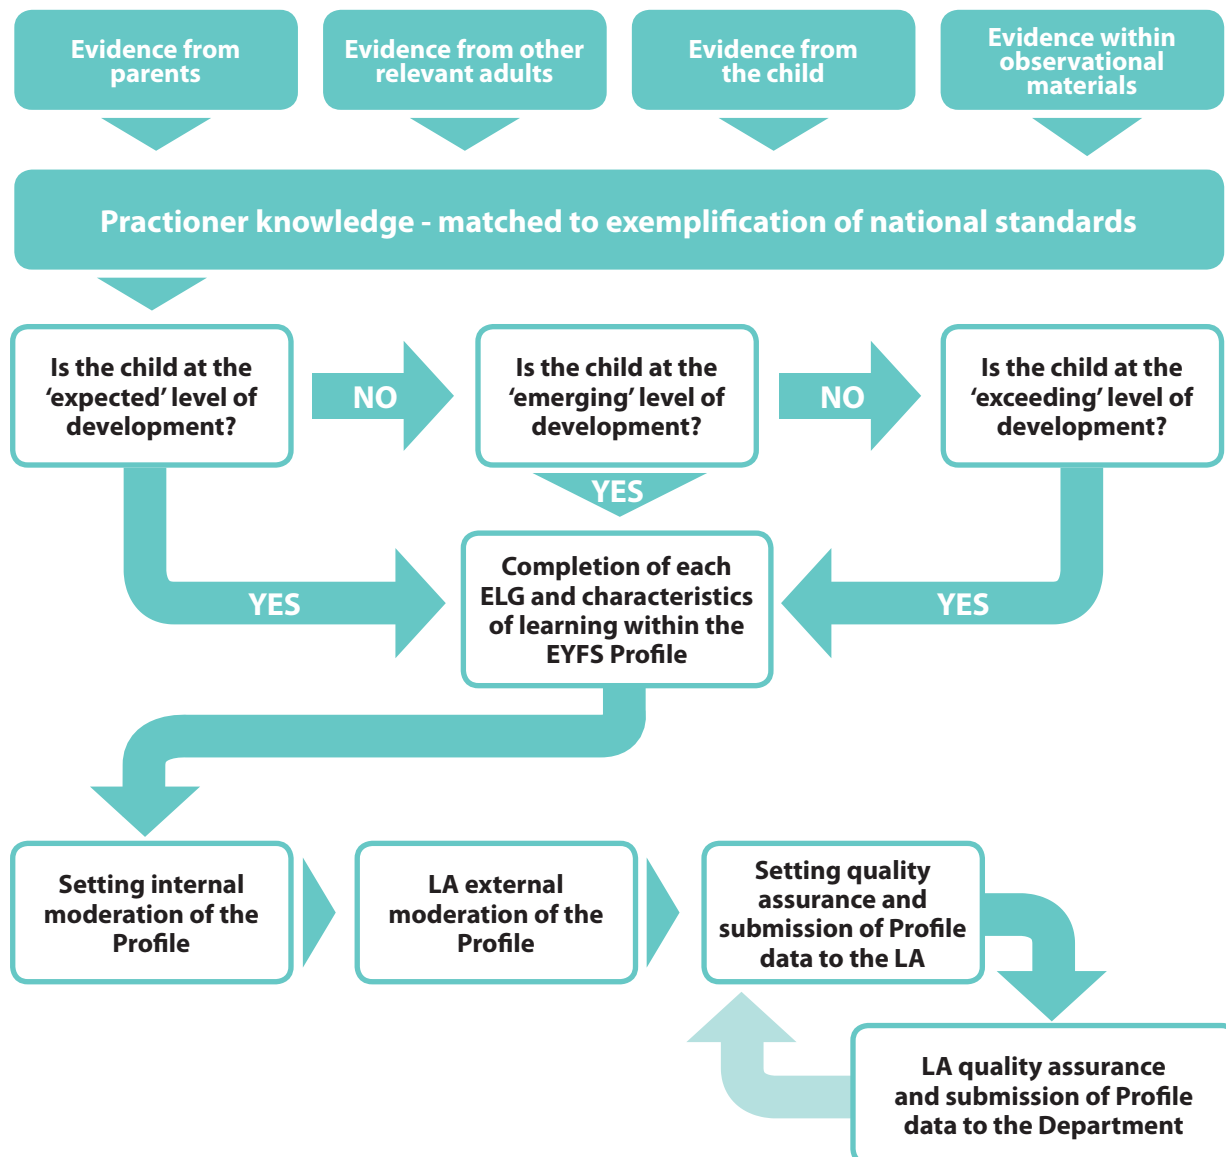 Evidence from
parents
Evidence from other
relevant adults
Evidence from
the child
Evidence within
observational
materials
Practioner knowledge - matched to exemplification of national standards
Is the child at the
‘expected’ level of
development?
NO
Is the child at the
‘emerging’ level of
development?
NO
Is the child at the
‘exceeding’ level of
development?
YES
YES
YES
Completion of each
ELG and characteristics
of learning within the
EYFS Profile
Setting internal
moderation of the
Profile
LA external
moderation of the
Profile
Setting quality
assurance and
submission of Profile
data to the LA
LA quality assurance
and submission of Profile
data to the Department